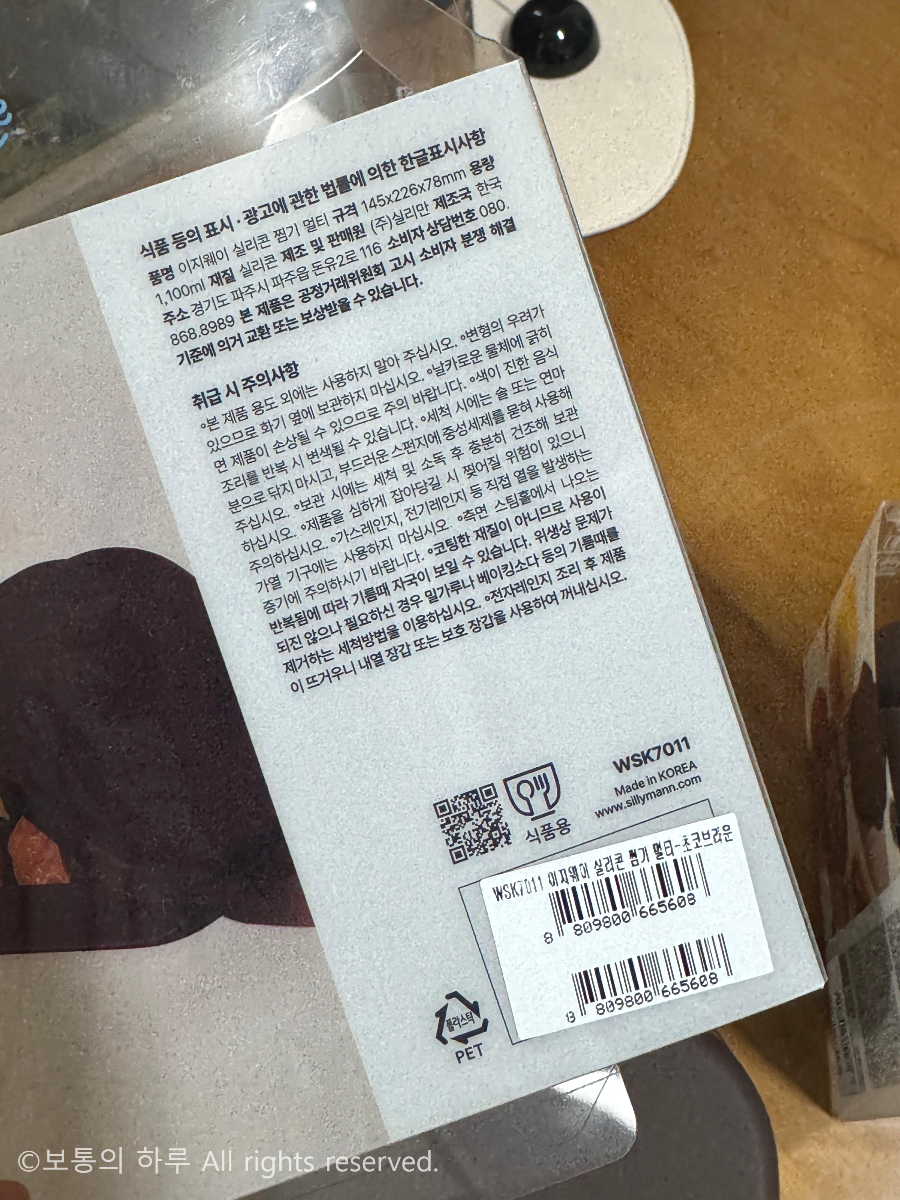 식품 등의 표시·광고에 관한 법률에 의한 한글표시사항
품명 이지웨이 실리콘 찜기 멀티 규격 145x226x78mm 용량
1,100ml 재질 실리콘 제조 및 판매원 (주)실리만 제조국 한국
주소 경기도 파주시 파주읍 돈유2로 116 소비자 상담번호 080.
868.8989 본 제품은 공정거래위원회 고시 소비자 분쟁 해결
기준에 의거 교환 또는 보상받을 수 있습니다.
취급 시 주의사항
°본 제품 용도 외에는 사용하지 말아 주십시오. °변형의 우려가
있으므로 화기 옆에 보관하지 마십시오. °날카로운 물체에 긁히
면 제품이 손상될 수 있으므로 주의 바랍니다. °색이 진한 음식
조리를 반복 시 변색될 수 있습니다. °세척 시에는 솔 또는 연마
분으로 닦지 마시고, 부드러운 스펀지에 중성세제를 묻혀 사용해
주십시오. °보관 시에는 세척 및 소독 후 충분히 건조해 보관
하십시오. °제품을 심하게 잡아당길 시 찢어질 위험이 있으니
주의하십시오. °가스레인지, 전기레인지 등 직접 열을 발생하는
가열 기구에는 사용하지 마십시오. °측면 스팀홀에서 나오는
증기에 주의하시기 바랍니다. °코팅한 재질이 아니므로 사용이
반복됨에 따라 기름때 자국이 보일 수 있습니다. 위생상 문제가
되진 않으나 필요하신 경우 밀가루나 베이킹소다 등의 기름때를
제거하는 세척방법을 이용하십시오. °전자레인지 조리 후 제품
이 뜨거우니 내열 장갑 또는 보호 장갑을 사용하여 꺼내십시오.
WSK7011
Made in KOREA
www.sillymann.com
식품용
WSK7011 이지웨이 실리콘 찜기 멀티-초코브라운
8 809800 665608
8 809800 665608
플라스틱
PET
©보통의 하루 All rights reserved.